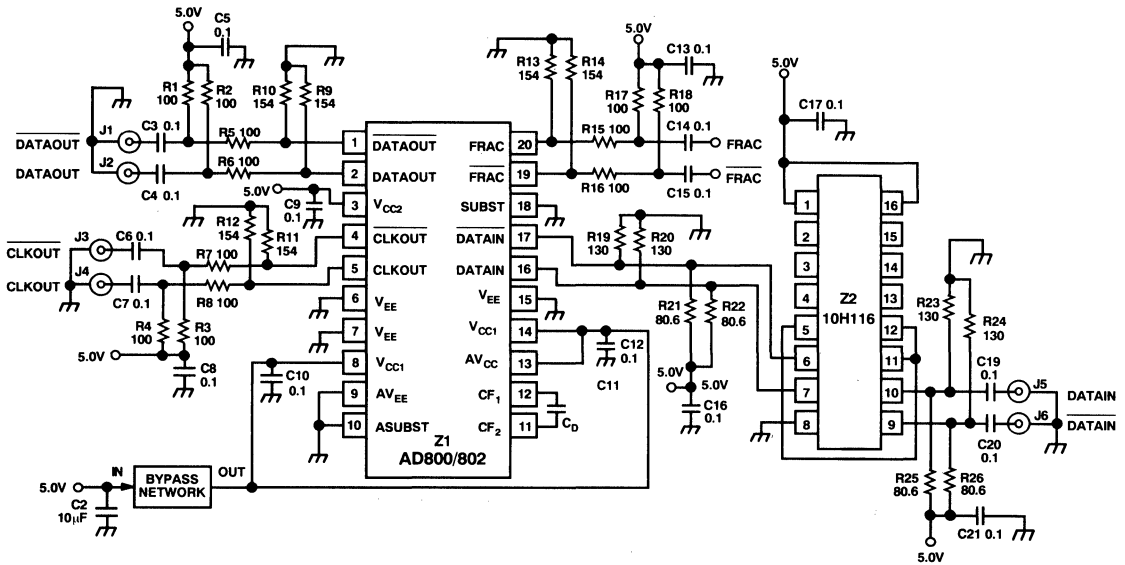 5.0V
C5
0.1
R1
100
R2
100
R10
154
R9
154
J1
C3 0.1
R5 100
D̅A̅T̅A̅O̅U̅T̅
J2
R6 100
DATAOUT
C4 0.1
5.0V
C9
0.1
R12
154
R11
154
J3
C6 0.1
C̅L̅K̅O̅U̅T̅
R7 100
J4
CLKOUT
C7 0.1
R8 100
R4
100
R3
100
5.0V
C8
0.1
C10
0.1
5.0V
IN
BYPASS
NETWORK
OUT
C2
10µF
1 D̅A̅T̅A̅O̅U̅T̅
2 DATAOUT
3 VCC2
4 C̅L̅K̅O̅U̅T̅
5 CLKOUT
6 VEE
7 VEE
8 VCC1
9 AVEE
10 ASUBST
FRAC 20
F̅R̅A̅C̅ 19
SUBST 18
D̅A̅T̅A̅I̅N̅ 17
DATAIN 16
VEE 15
VCC1 14
AVCC 13
CF1 12
CF2 11
Z1
AD800/802
R13
154
R14
154
5.0V
C13 0.1
R17
100
R18
100
R15 100
C14 0.1
FRAC
R16 100
C15 0.1
F̅R̅A̅C̅
R19
130
R20
130
R21
80.6
R22
80.6
C12
0.1
C11
CD
5.0V
5.0V
C16
0.1
5.0V
C17 0.1
1
2
3
4
5
6
7
8
16
15
14
13
12
11
10
9
Z2
10H116
R23
130
R24
130
C19
0.1
J5
DATAIN
J6
D̅A̅T̅A̅I̅N̅
C20
0.1
R25
80.6
R26
80.6
C21 0.1
5.0V